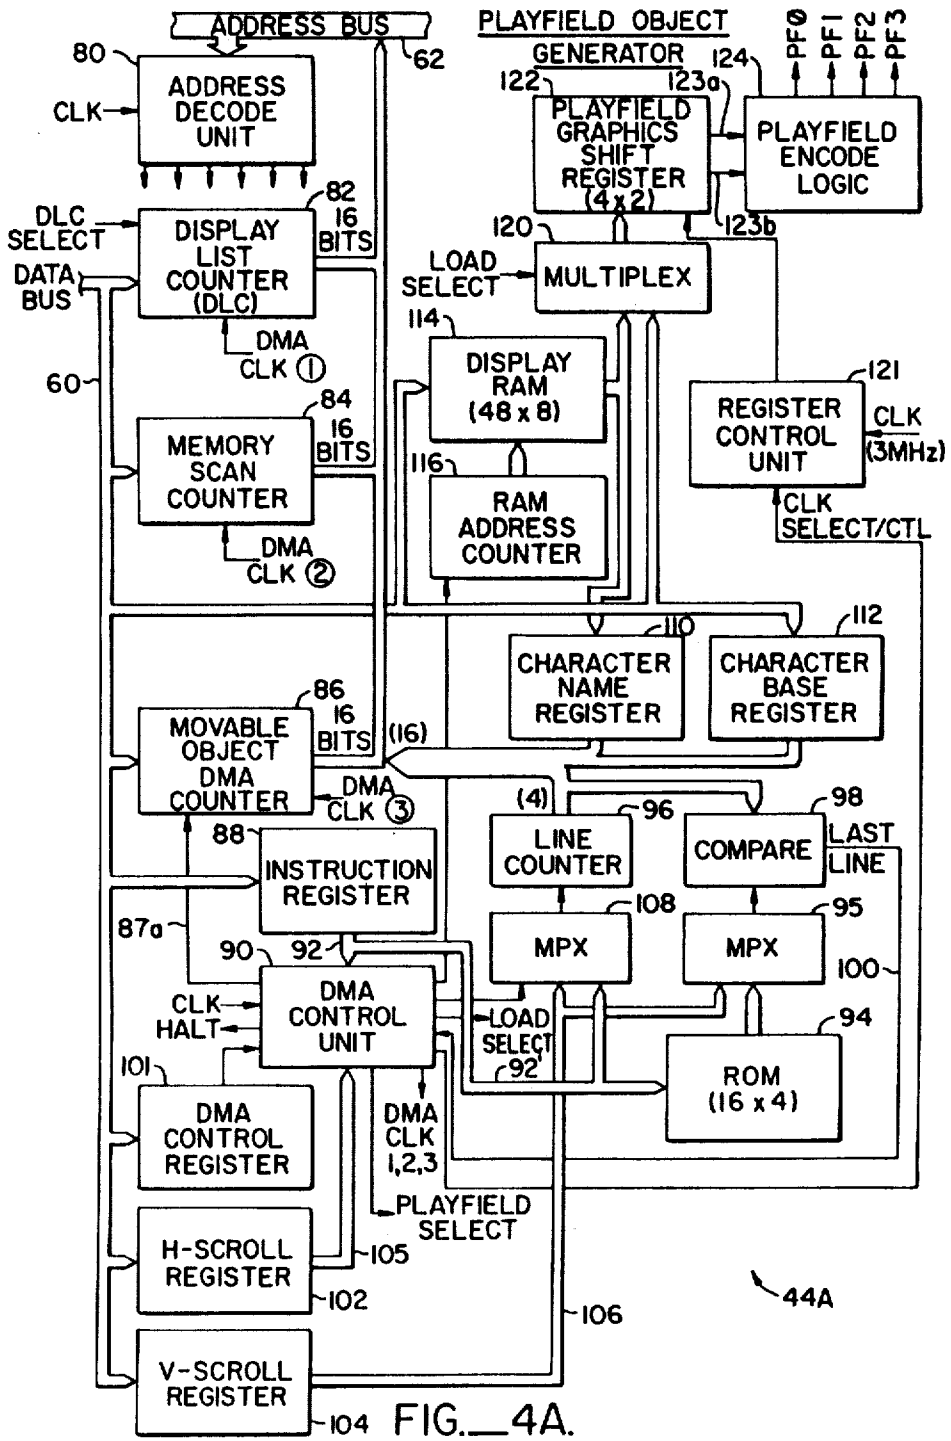 ADDRESS BUS
62
PLAYFIELD OBJECT
GENERATOR
PF0
PF1
PF2
PF3
80
ADDRESS
DECODE
UNIT
CLK
122
123a
124
PLAYFIELD
GRAPHICS
SHIFT
REGISTER
(4 x 2)
PLAYFIELD
ENCODE
LOGIC
123b
82
DLC
SELECT
DATA
BUS
DISPLAY
LIST
COUNTER
(DLC)
16
BITS
DMA
CLK ①
60
120
LOAD
SELECT
MULTIPLEX
114
DISPLAY
RAM
(48 x 8)
121
REGISTER
CONTROL
UNIT
CLK
(3MHz)
CLK
SELECT/CTL
84
MEMORY
SCAN
COUNTER
16
BITS
DMA
CLK ②
116
RAM
ADDRESS
COUNTER
110
CHARACTER
NAME
REGISTER
112
CHARACTER
BASE
REGISTER
86
MOVABLE
OBJECT
DMA
COUNTER
16
BITS
(16)
DMA
CLK ③
(4)
96
LINE
COUNTER
98
COMPARE
LAST
LINE
88
INSTRUCTION
REGISTER
87a
108
MPX
95
MPX
100
90
92
DMA
CONTROL
UNIT
CLK
HALT
LOAD
SELECT
92'
94
ROM
(16 x 4)
101
DMA
CONTROL
REGISTER
DMA
CLK
1,2,3
PLAYFIELD
SELECT
105
H-SCROLL
REGISTER
102
106
44A
V-SCROLL
REGISTER
104
FIG.__4A.